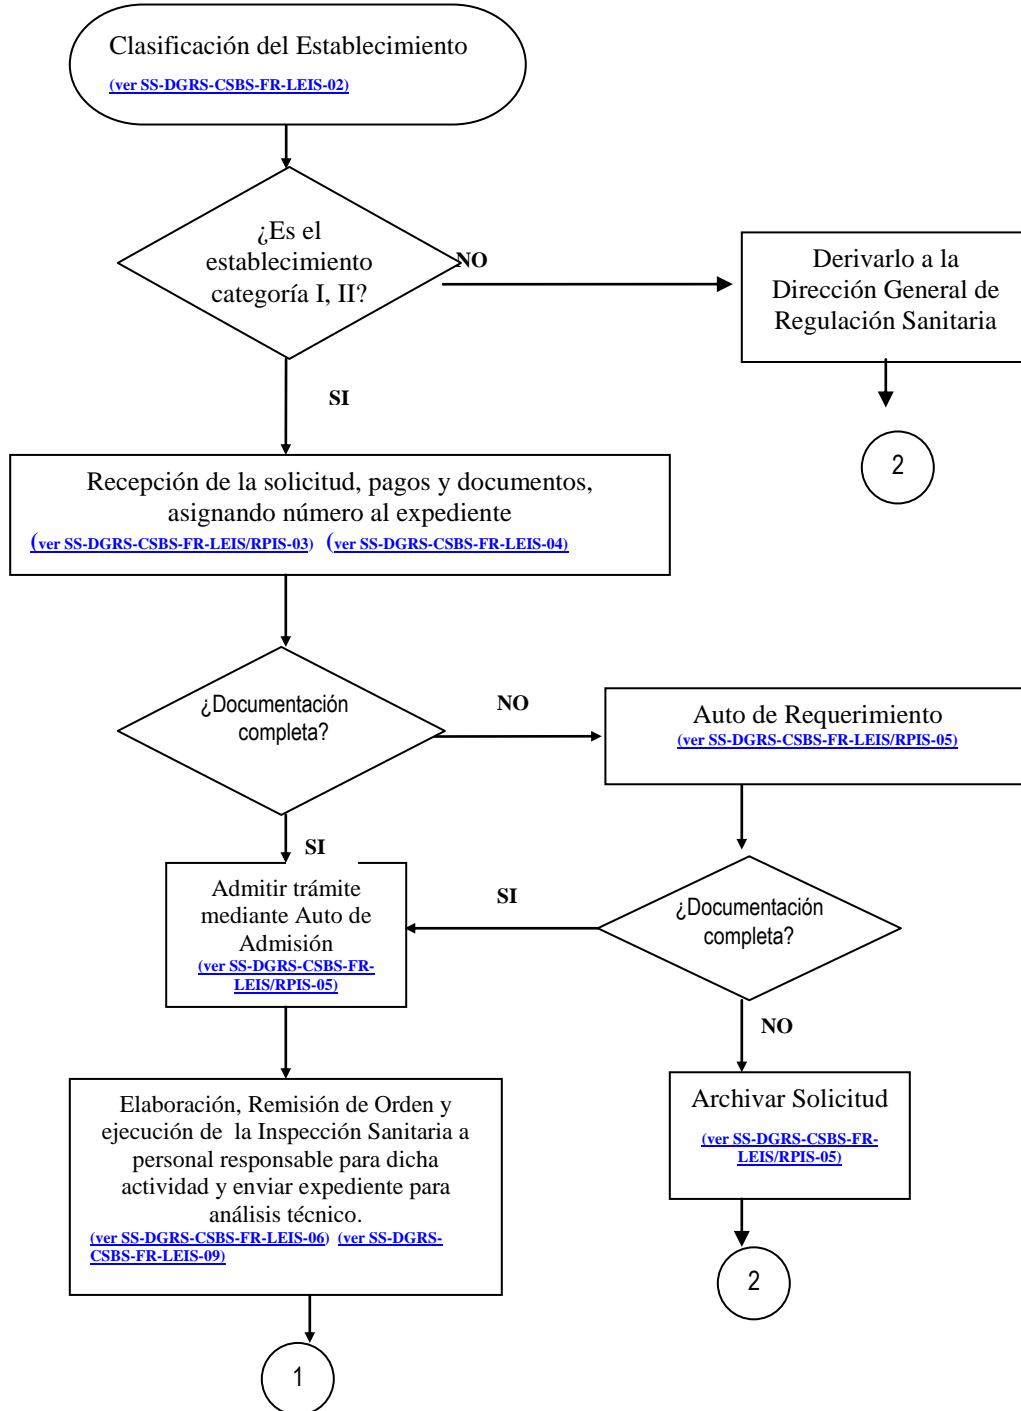 Clasificación del Establecimiento
(ver SS-DGRS-CSBS-FR-LEIS-02)
¿Es el
establecimiento
categoría I, II?
NO
Derivarlo a la
Dirección General de
Regulación Sanitaria
SI
2
Recepción de la solicitud, pagos y documentos,
asignando número al expediente
(ver SS-DGRS-CSBS-FR-LEIS/RPIS-03) (ver SS-DGRS-CSBS-FR-LEIS-04)
¿Documentación
completa?
NO
Auto de Requerimiento
(ver SS-DGRS-CSBS-FR-LEIS/RPIS-05)
SI
Admitir trámite
mediante Auto de
Admisión
(ver SS-DGRS-CSBS-FR-
LEIS/RPIS-05)
SI
¿Documentación
completa?
NO
Elaboración, Remisión de Orden y
ejecución de la Inspección Sanitaria a
personal responsable para dicha
actividad y enviar expediente para
análisis técnico.
(ver SS-DGRS-CSBS-FR-LEIS-06) (ver SS-DGRS-
CSBS-FR-LEIS-09)
Archivar Solicitud
(ver SS-DGRS-CSBS-FR-
LEIS/RPIS-05)
2
1